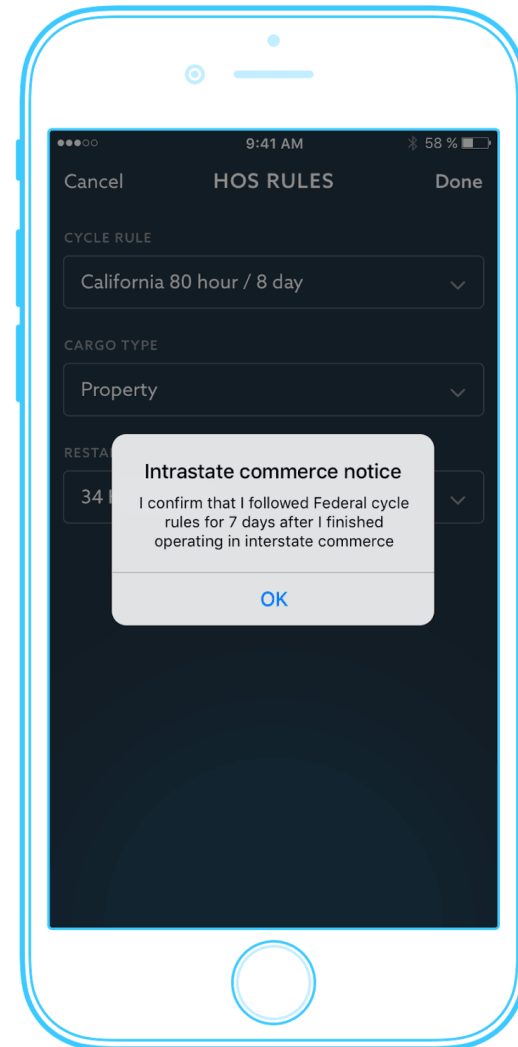 9:41 AM
58 %
Cancel
HOS RULES
Done
CYCLE RULE
California 80 hour / 8 day
CARGO TYPE
Property
34
Intrastate commerce notice
I confirm that I followed Federal cycle
rules for 7 days after I finished
operating in interstate commerce
OK